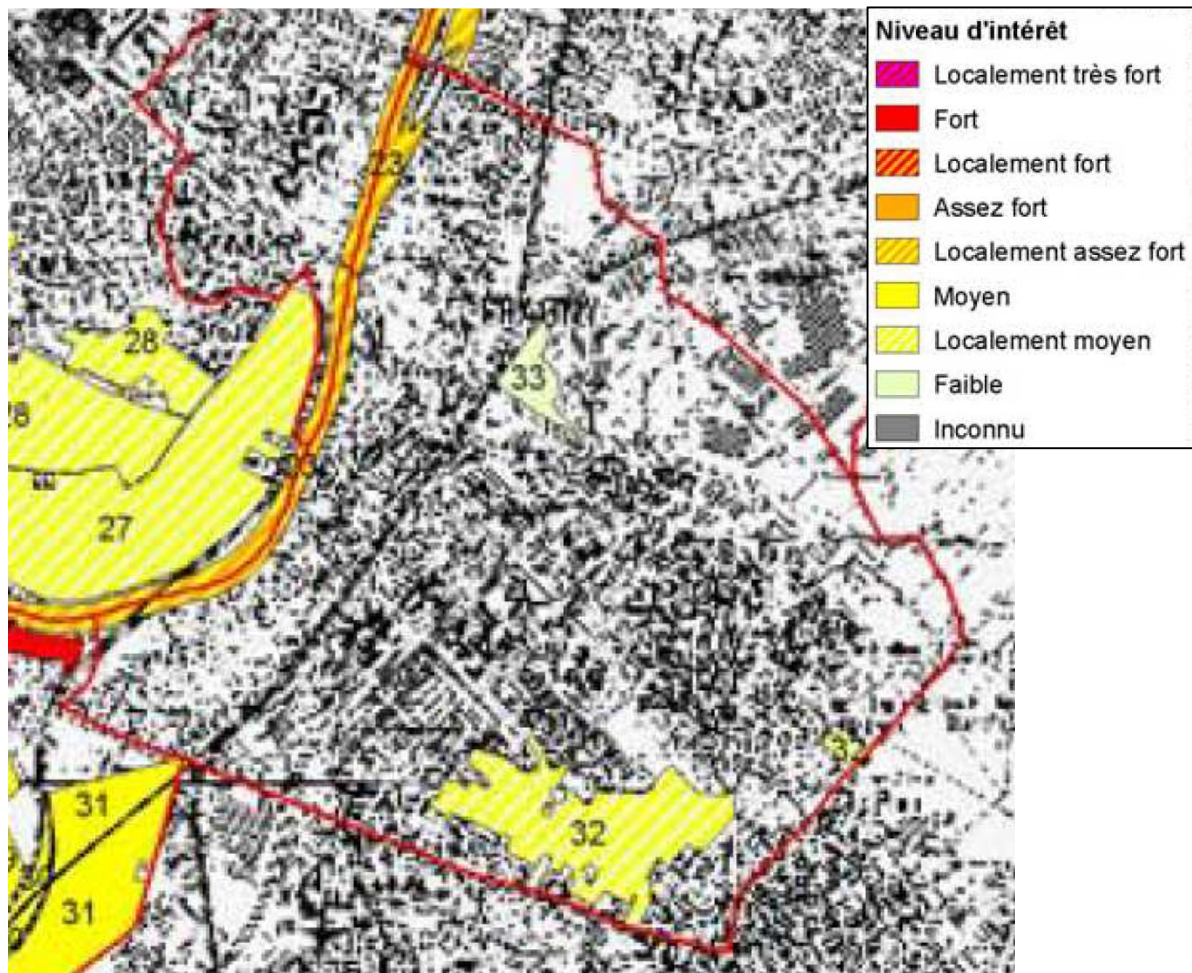 Niveau d'intérêt
Localement très fort
Fort
Localement fort
Assez fort
Localement assez fort
Moyen
Localement moyen
Faible
Inconnu
23
28
33
27
31
32
31